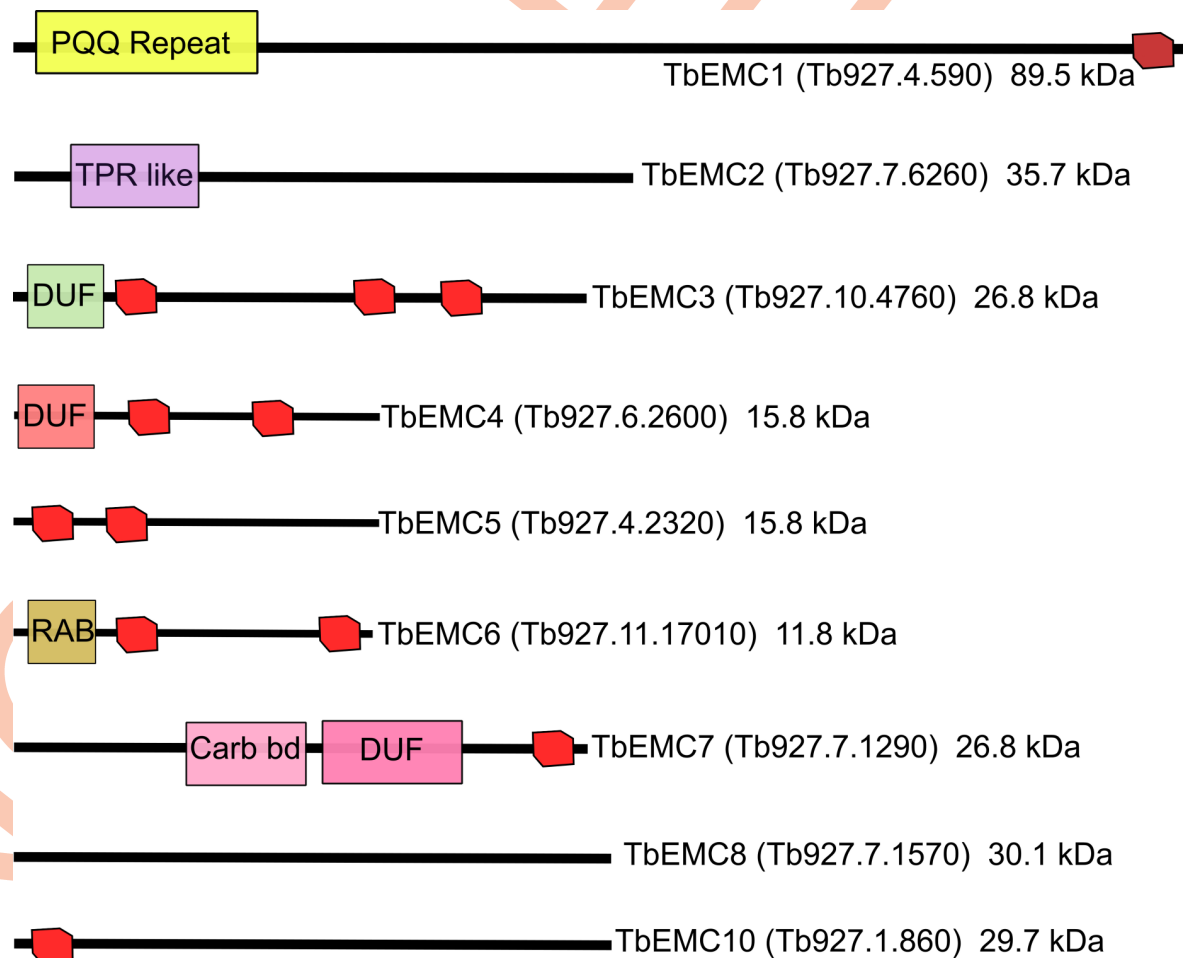 PQQ Repeat
TbEMC1 (Tb927.4.590) 89.5 kDa
TPR like TbEMC2 (Tb927.7.6260) 35.7 kDa
DUF TbEMC3 (Tb927.10.4760) 26.8 kDa
DUF TbEMC4 (Tb927.6.2600) 15.8 kDa
TbEMC5 (Tb927.4.2320) 15.8 kDa
RAB TbEMC6 (Tb927.11.17010) 11.8 kDa
Carb bd DUF TbEMC7 (Tb927.7.1290) 26.8 kDa
TbEMC8 (Tb927.7.1570) 30.1 kDa
TbEMC10 (Tb927.1.860) 29.7 kDa